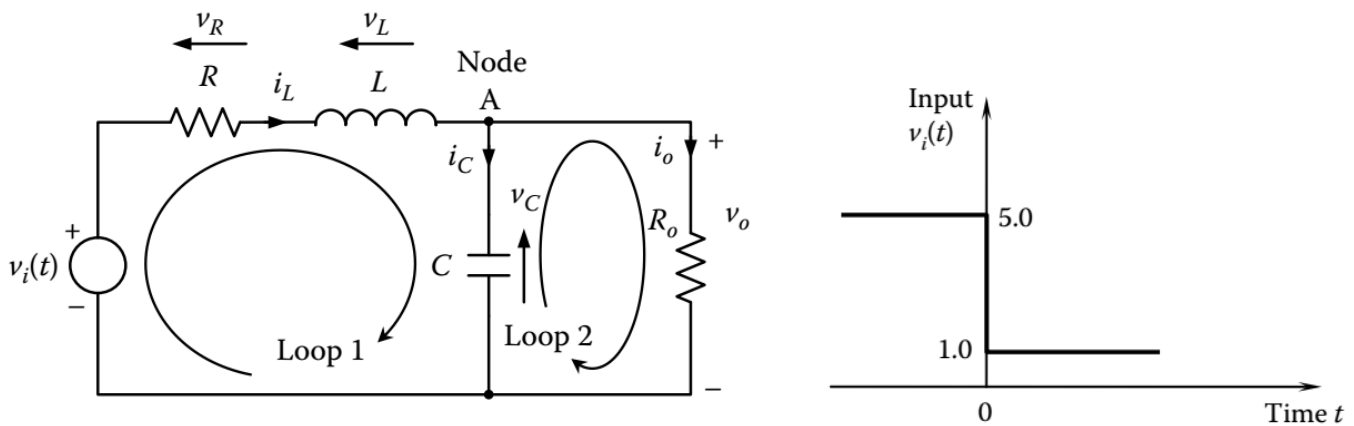 v_R
v_L
R
i_L
L
Node
A
i_C
i_o
+
v_C
R_o
v_o
+
v_i(t)
−
C
Loop 1
Loop 2
−
Input
v_i(t)
5.0
1.0
0
Time t